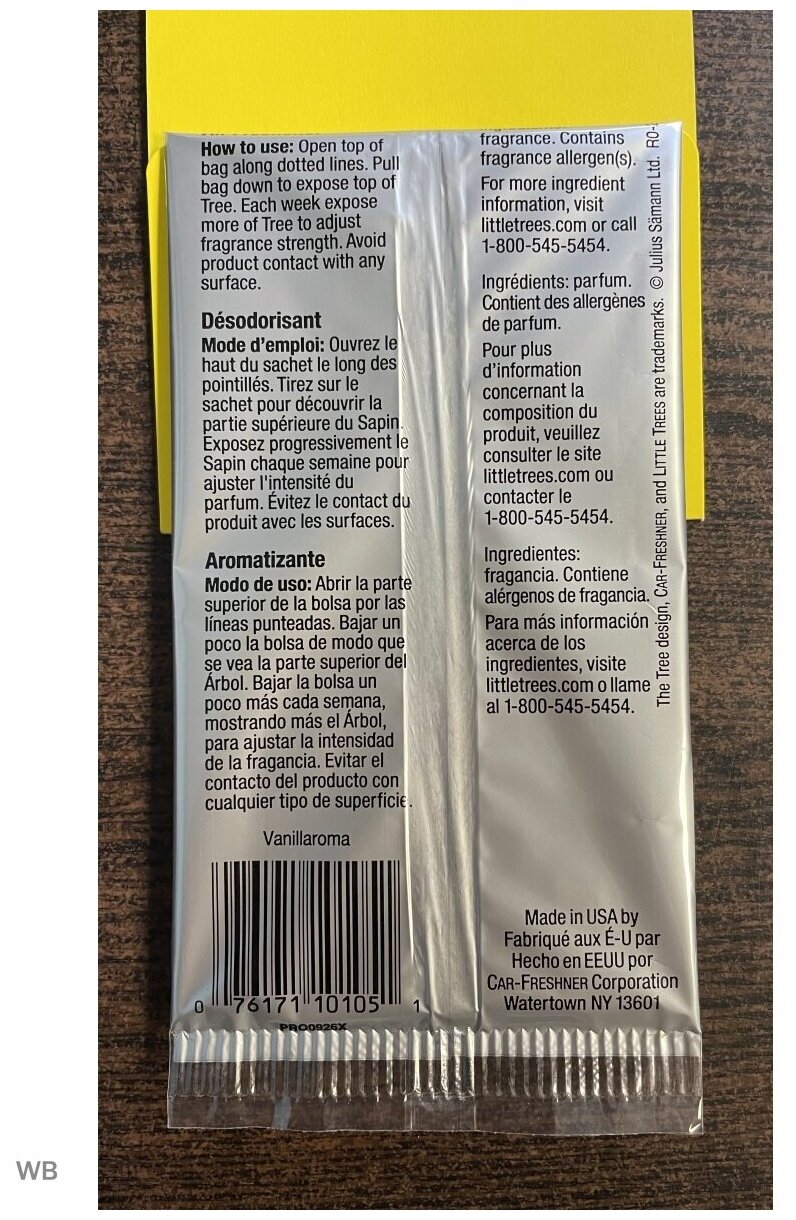 How to use: Open top of
bag along dotted lines. Pull
bag down to expose top of
Tree. Each week expose
more of Tree to adjust
fragrance strength. Avoid
product contact with any
surface.
Désodorisant
Mode d'emploi: Ouvrez le
haut du sachet le long des
pointillés. Tirez sur le
sachet pour découvrir la
partie supérieure du Sapin.
Exposez progressivement le
Sapin chaque semaine pour
ajuster l'intensité du
parfum. Évitez le contact du
produit avec les surfaces.
Aromatizante
Modo de uso: Abrir la parte
superior de la bolsa por las
líneas punteadas. Bajar un
poco la bolsa de modo que
se vea la parte superior del
Árbol. Bajar la bolsa un
poco más cada semana,
mostrando más el Árbol,
para ajustar la intensidad
de la fragancia. Evitar el
contacto del producto con
cualquier tipo de superficie.
Vanillaroma
0 76171 10105 1
PRO0926X
fragrance. Contains
fragrance allergen(s).
For more ingredient
information, visit
littletrees.com or call
1-800-545-5454.
Ingrédients: parfum.
Contient des allergènes
de parfum.
Pour plus
d'information
concernant la
composition du
produit, veuillez
consulter le site
littletrees.com ou
contacter le
1-800-545-5454.
Ingredientes:
fragancia. Contiene
alérgenos de fragancia.
Para más información
acerca de los
ingredientes, visite
littletrees.com o llame
al 1-800-545-5454.
Made in USA by
Fabriqué aux É-U par
Hecho en EEUU por
CAR-FRESHNER Corporation
Watertown NY 13601
The Tree design, CAR-FRESHNER, and LITTLE TREES are trademarks. © Julius Sämann Ltd.
WB